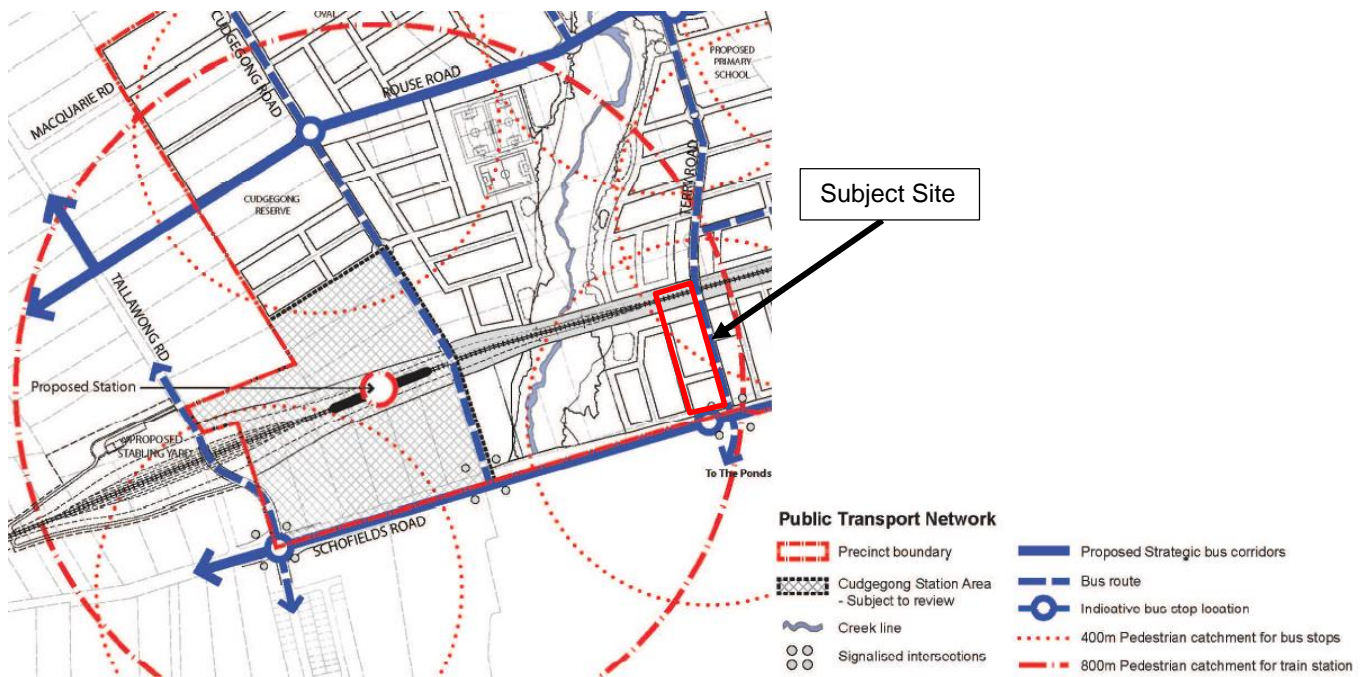 OVAL
CUDGEGONG ROAD
PROPOSED
PRIMARY
SCHOOL
MACQUARIE RD
ROUSE ROAD
CUDGEGONG
RESERVE
TERRY ROAD
Subject Site
TALLAWONG RD
Proposed Station
PROPOSED
STABLING YARD
To The Ponds
SCHOFIELDS ROAD
Public Transport Network
Precinct boundary
Cudgegong Station Area
- Subject to review
Creek line
Signalised intersections
Proposed Strategic bus corridors
Bus route
Indicative bus stop location
400m Pedestrian catchment for bus stops
800m Pedestrian catchment for train station